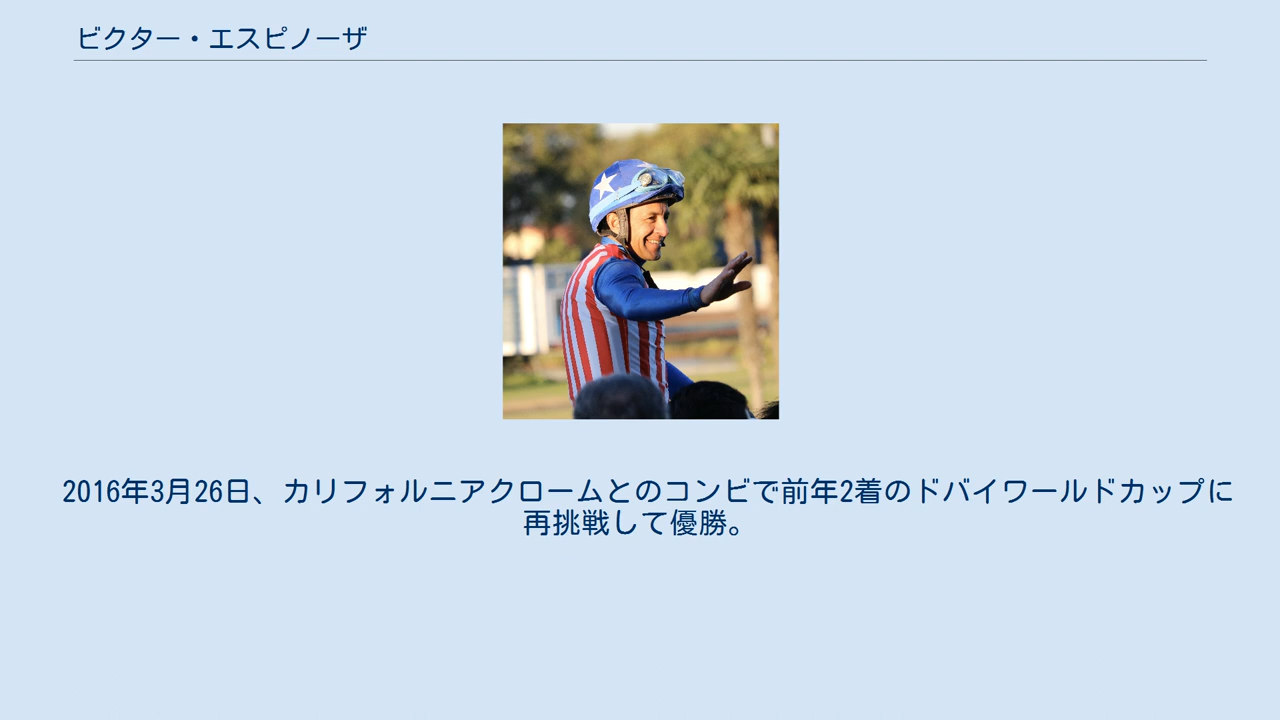 ビクター・エスピノーザ
2016年3月26日、カリフォルニアクロームとのコンビで前年2着のドバイワールドカップに
再挑戦して優勝。